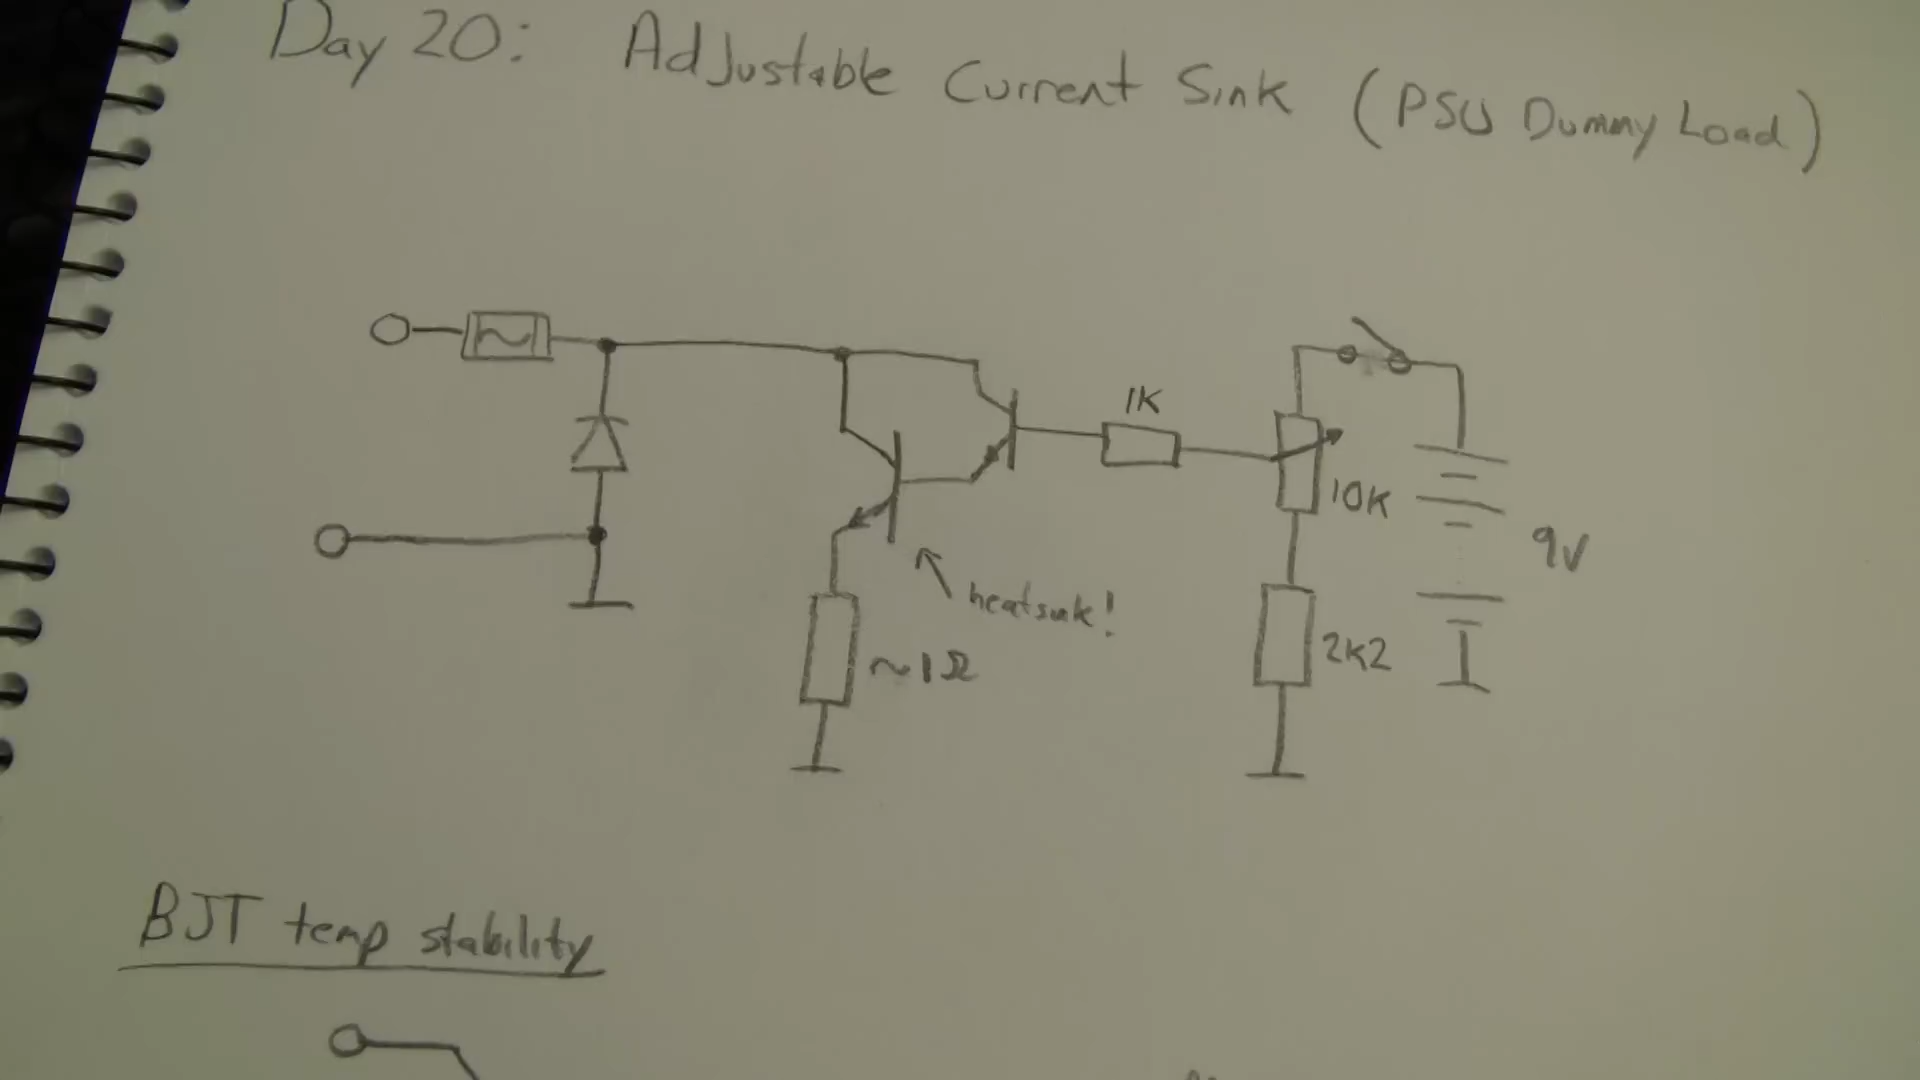 Day 20: Adjustable Current Sink (PSU Dummy Load)
1K
10K
9V
heatsink!
~1Ω
2K2
BJT temp stability